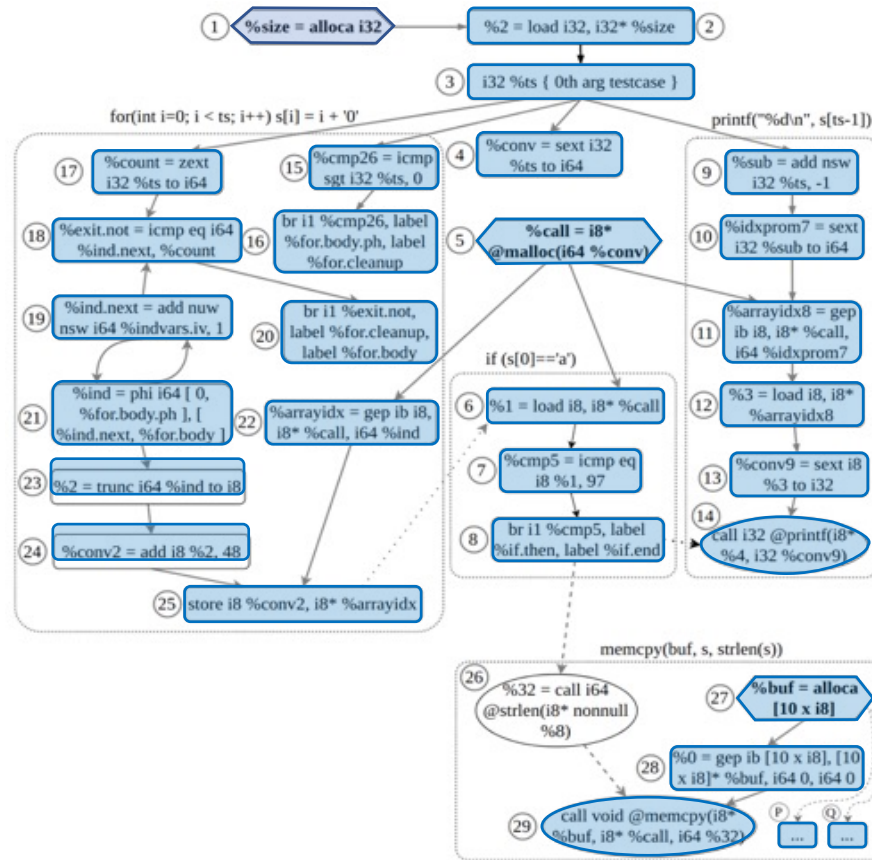 1
%size = alloca i32
%2 = load i32, i32* %size
2
3
i32 %ts { 0th arg testcase }
for(int i=0; i < ts; i++) s[i] = i + '0'
printf("%d\n", s[ts-1])
17
%count = zext
i32 %ts to i64
15
%cmp26 = icmp
sgt i32 %ts, 0
4
%conv = sext i32
%ts to i64
9
%sub = add nsw
i32 %ts, -1
18
%exit.not = icmp eq i64
%ind.next, %count
16
br i1 %cmp26, label
%for.body.ph, label
%for.cleanup
5
%call = i8*
@malloc(i64 %conv)
10
%idxprom7 = sext
i32 %sub to i64
19
%ind.next = add nuw
nsw i64 %indvars.iv, 1
20
br i1 %exit.not,
label %for.cleanup,
label %for.body
11
%arrayidx8 = gep
ib i8, i8* %call,
i64 %idxprom7
if (s[0]=='a')
21
%ind = phi i64 [ 0,
%for.body.ph ], [
%ind.next, %for.body ]
22
%arrayidx = gep ib i8,
i8* %call, i64 %ind
6
%1 = load i8, i8* %call
12
%3 = load i8, i8*
%arrayidx8
23
%2 = trunc i64 %ind to i8
7
%cmp5 = icmp eq
i8 %1, 97
13
%conv9 = sext i8
%3 to i32
24
%conv2 = add i8 %2, 48
8
br i1 %cmp5, label
%if.then, label %if.end
14
call i32 @printf(i8*
%4, i32 %conv9)
25
store i8 %conv2, i8* %arrayidx
memcpy(buf, s, strlen(s))
26
%32 = call i64
@strlen(i8* nonnull
%8)
27
%buf = alloca
[10 x i8]
28
%0 = gep ib [10 x i8], [10
x i8]* %buf, i64 0, i64 0
29
call void @memcpy(i8*
%buf, i8* %call, i64 %32)
P
...
Q
...